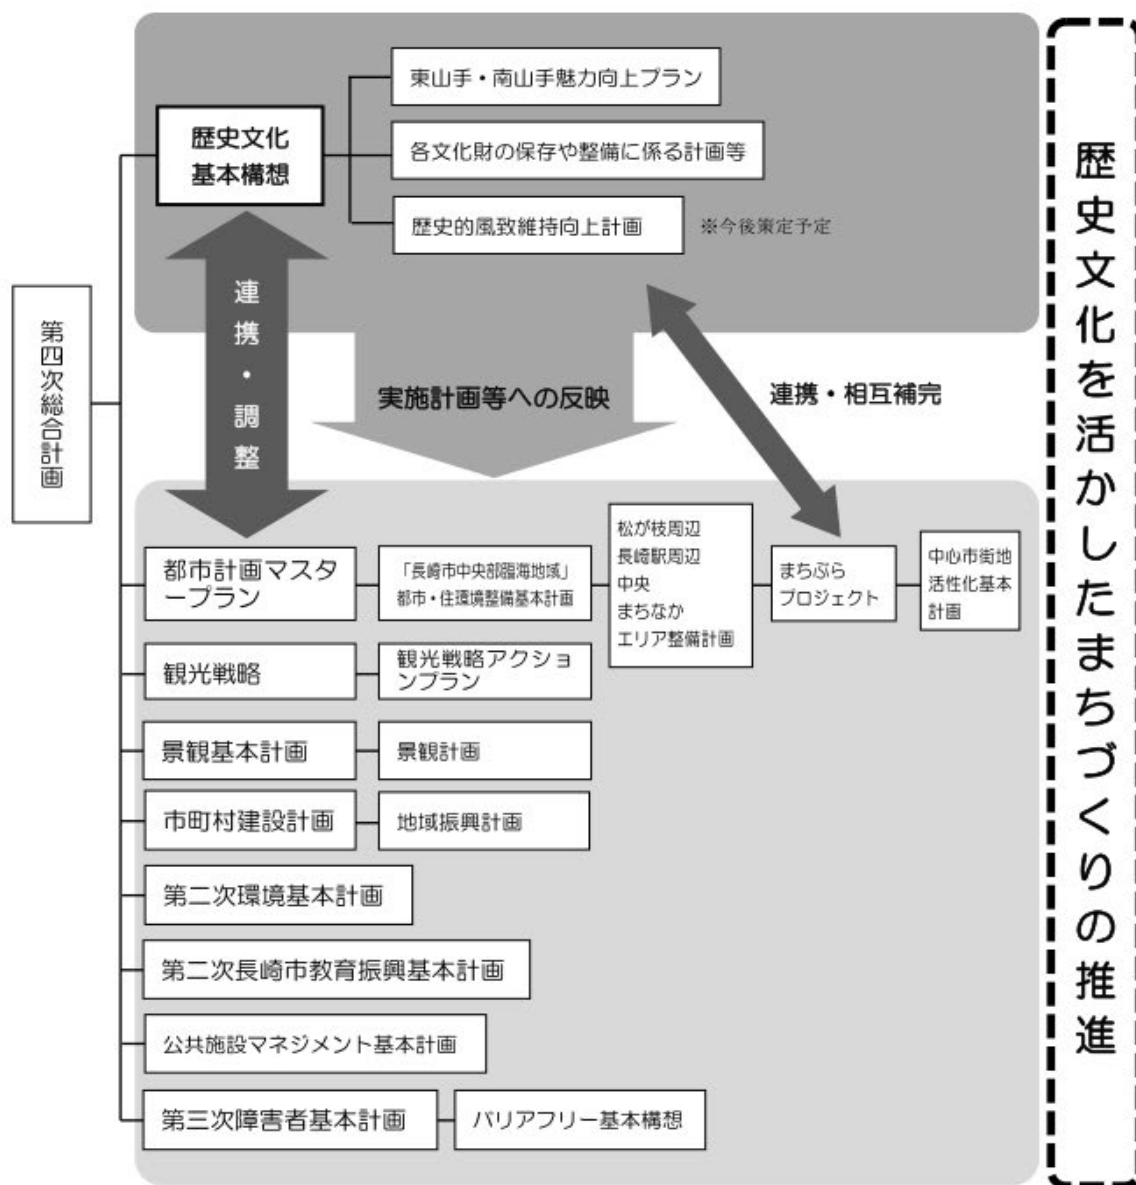 東山手・南山手魅力向上プラン
歴史文化
基本構想
各文化財の保存や整備に係る計画等
歴史的風致維持向上計画
※今後策定予定
連携・調整
第四次総合計画
実施計画等への反映
連携・相互補完
都市計画マスタ
ープラン
「長崎市中央部臨海地域」
都市・住環境整備基本計画
松が枝周辺
長崎駅周辺
中央
まちなか
エリア整備計画
まちぶら
プロジェクト
中心市街地
活性化基本
計画
観光戦略
観光戦略アクショ
ンプラン
景観基本計画
景観計画
市町村建設計画
地域振興計画
第二次環境基本計画
第二次長崎市教育振興基本計画
公共施設マネジメント基本計画
第三次障害者基本計画
バリアフリー基本構想
歴史文化を活かしたまちづくりの推進